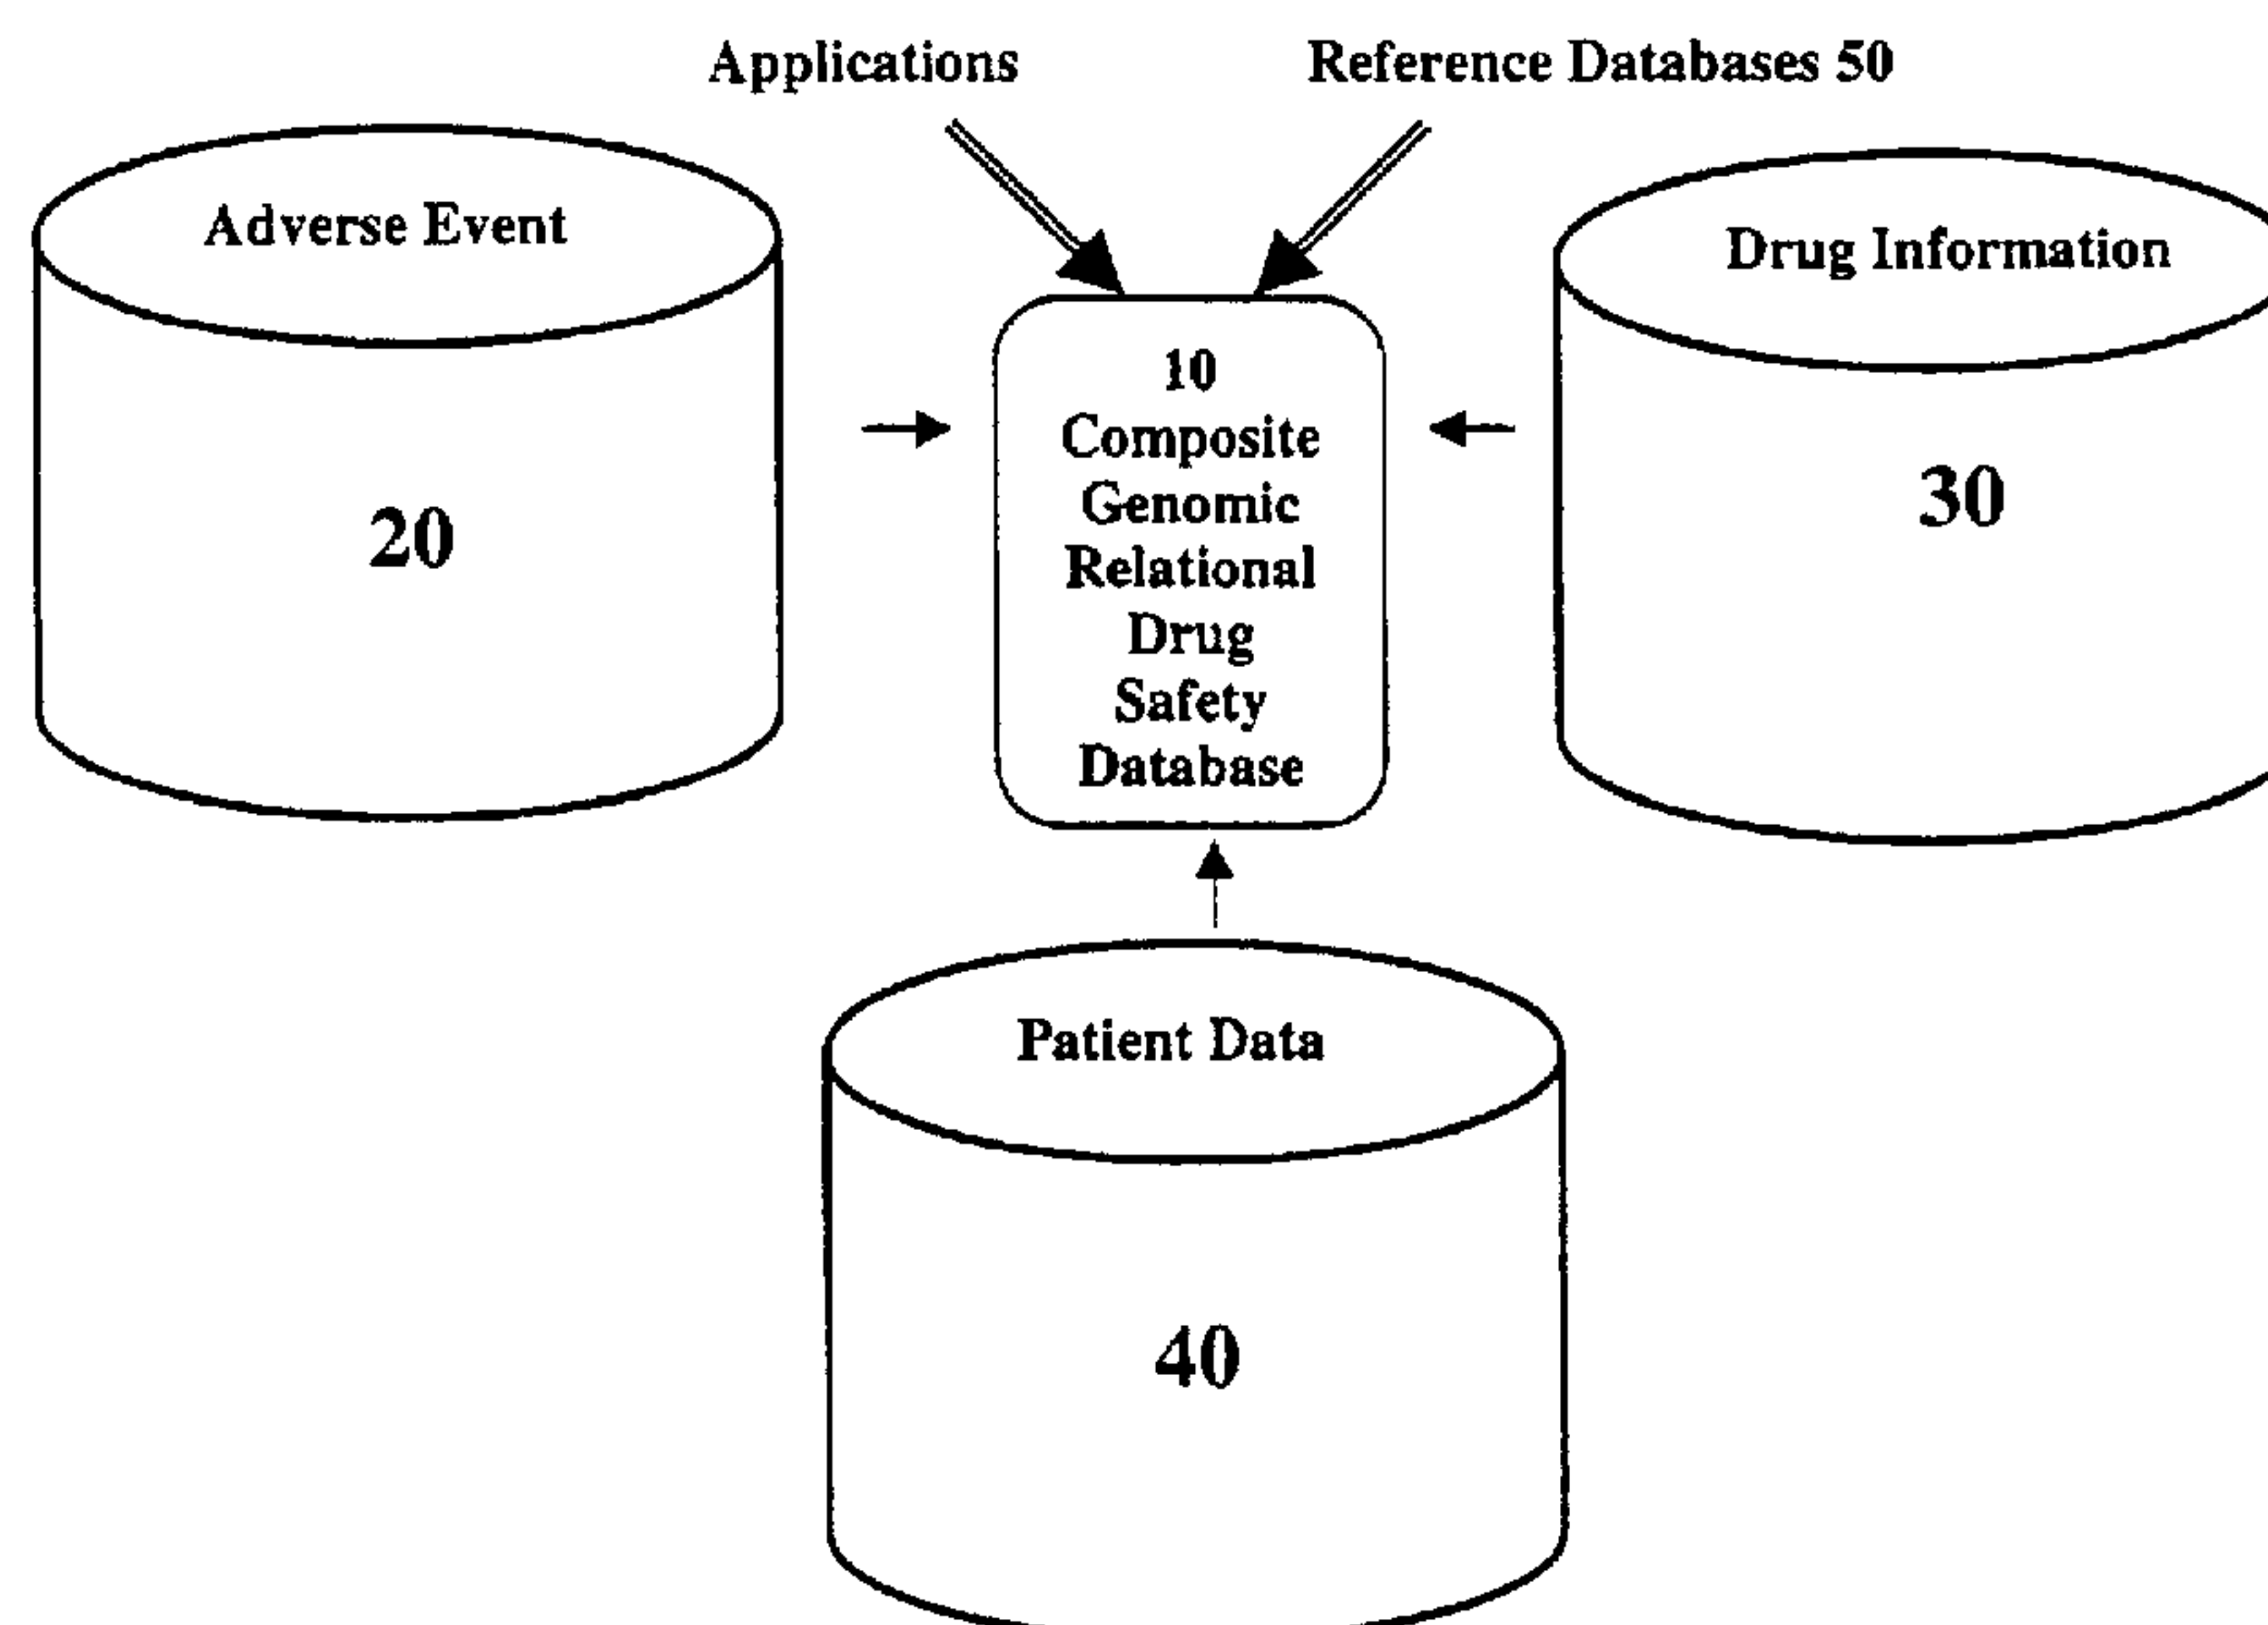 Applications
Reference Databases 50
Adverse Event
20
10
Composite
Genomic
Relational
Drug
Safety
Database
Drug Information
30
Patient Data
40